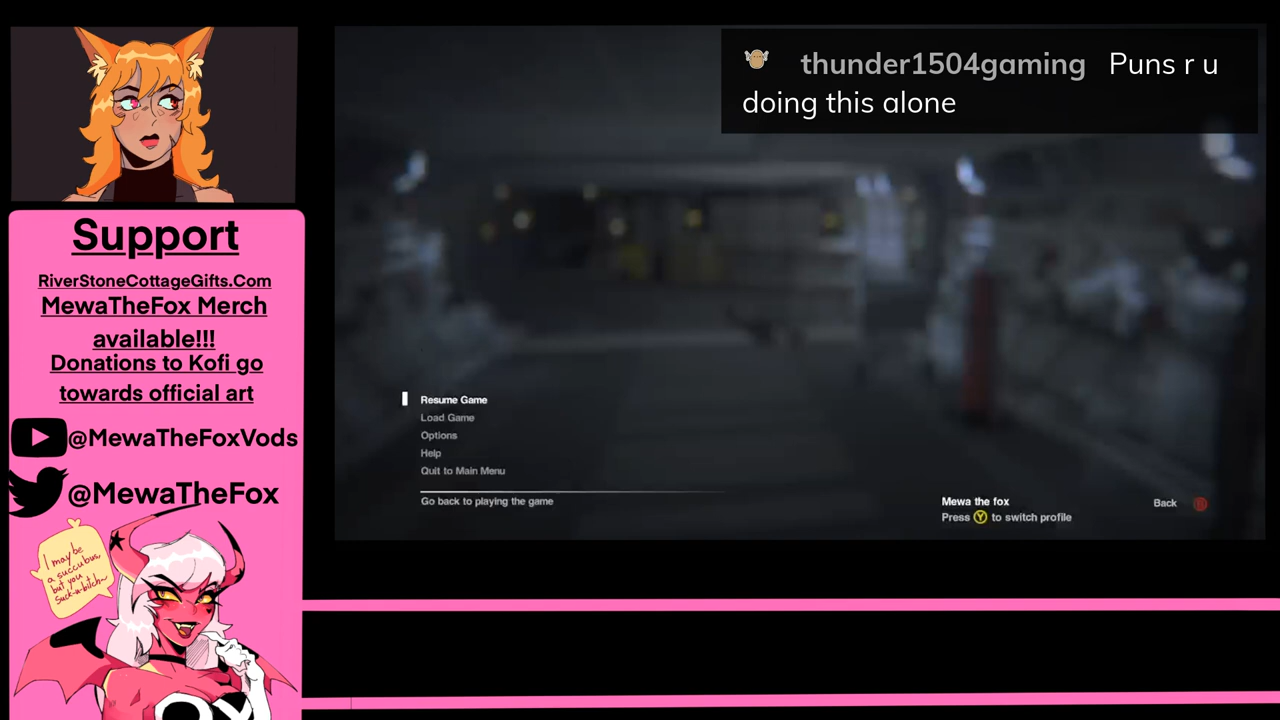 thunder1504gaming Puns r u
doing this alone
Support
RiverStoneCottageGifts.Com
MewaTheFox Merch
available!!!
Donations to Kofi go
towards official art
@MewaTheFoxVods
@MewaTheFox
I maybe
a succubus,
but you
suck-a-bitch~
Resume Game
Load Game
Options
Help
Quit to Main Menu
Go back to playing the game
Mewa the fox
Press Y to switch profile
Back B